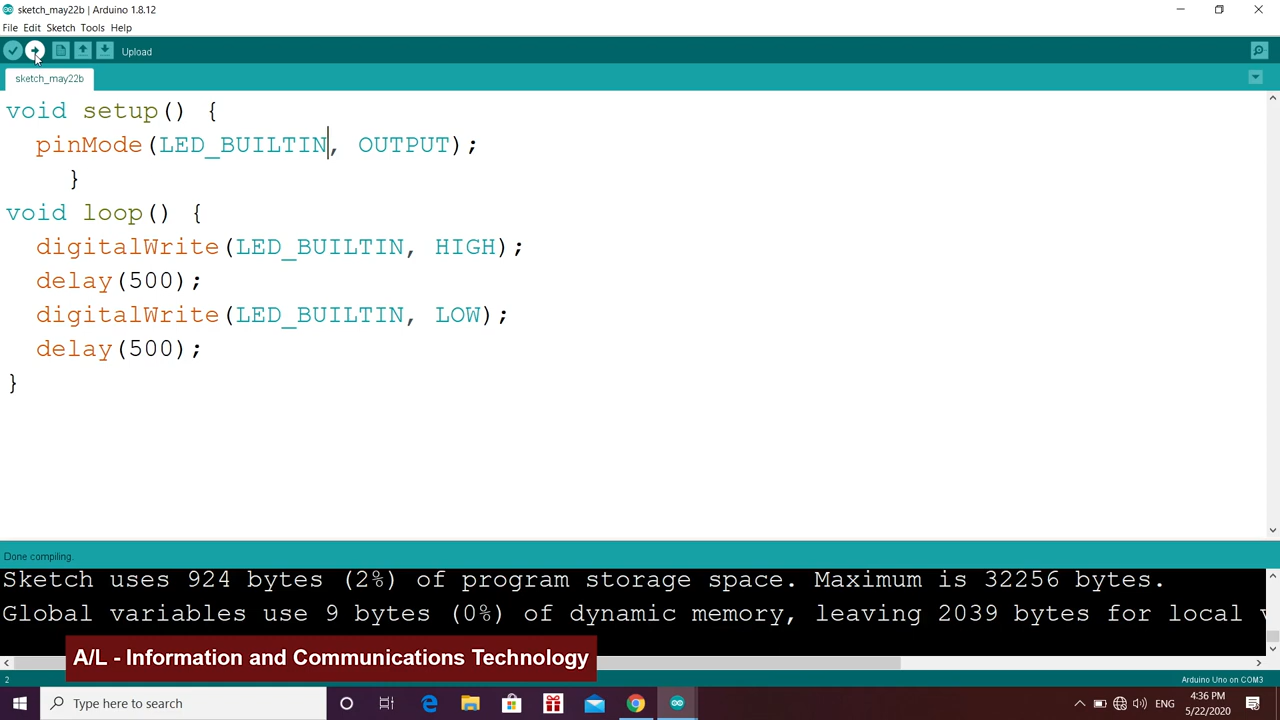 sketch_may22b | Arduino 1.8.12
File Edit Sketch Tools Help
Upload
sketch_may22b
void setup() {
  pinMode(LED_BUILTIN, OUTPUT);
    }
void loop() {
  digitalWrite(LED_BUILTIN, HIGH);
  delay(500);
  digitalWrite(LED_BUILTIN, LOW);
  delay(500);
}
Done compiling.
Sketch uses 924 bytes (2%) of program storage space. Maximum is 32256 bytes.
Global variables use 9 bytes (0%) of dynamic memory, leaving 2039 bytes for local v
A/L - Information and Communications Technology
2 Arduino Uno on COM3
Type here to search
ENG
4:36 PM
5/22/2020